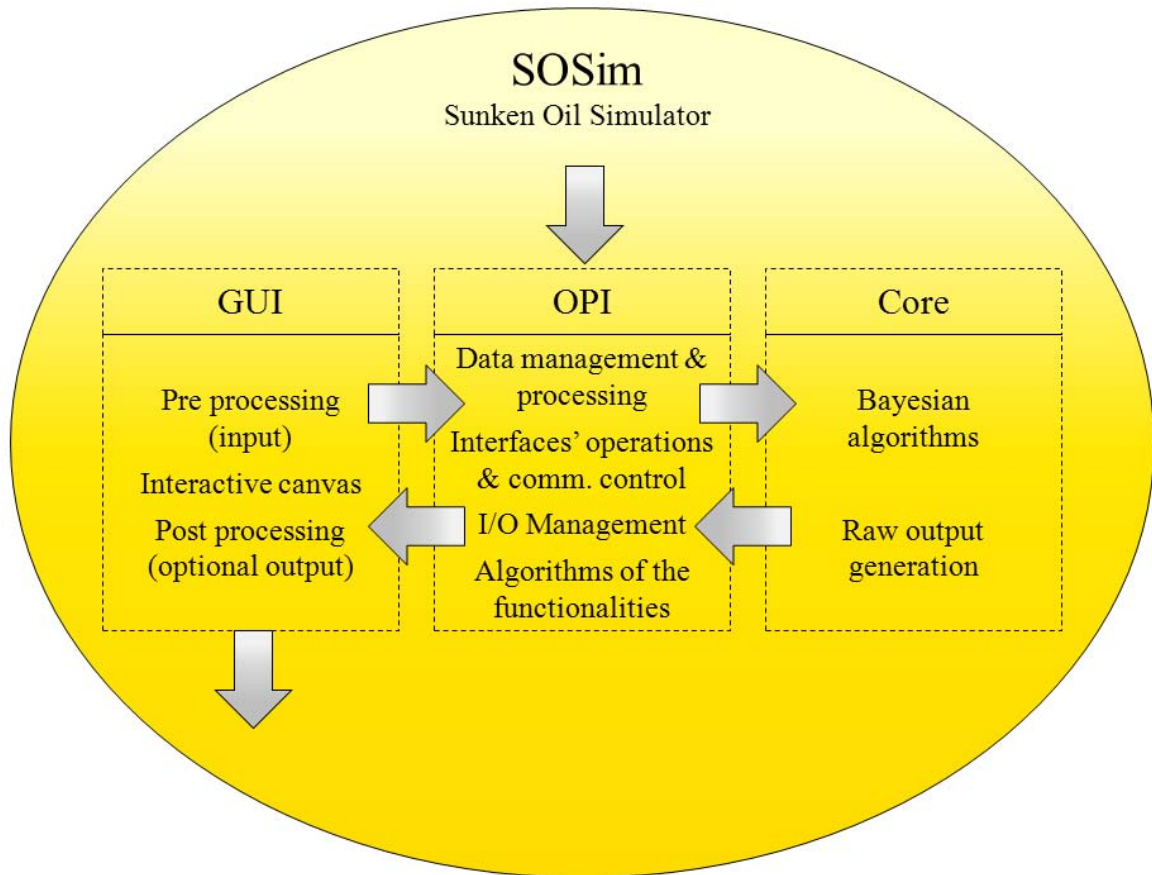 SOSim
Sunken Oil Simulator
GUI
Pre processing
(input)
Interactive canvas
Post processing
(optional output)
OPI
Data management &
processing
Interfaces’ operations
& comm. control
I/O Management
Algorithms of the
functionalities
Core
Bayesian
algorithms
Raw output
generation